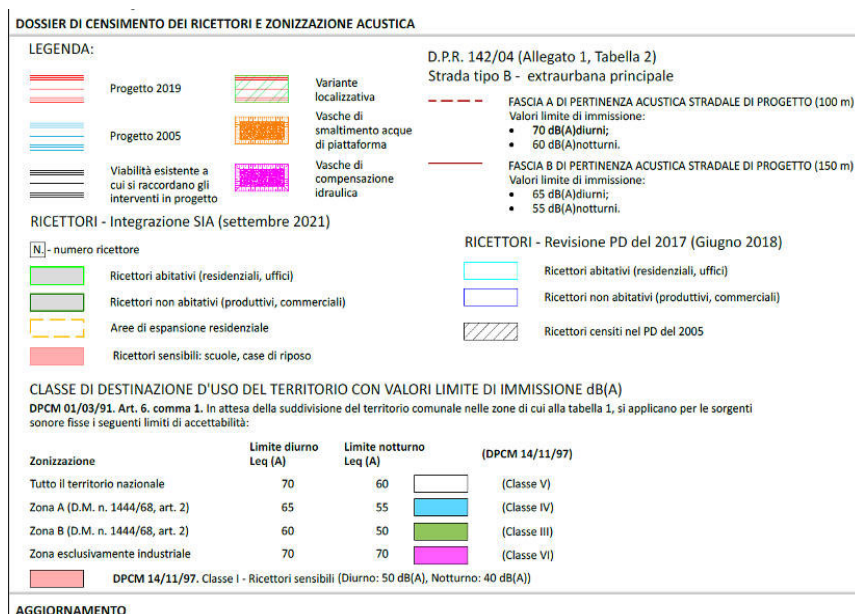 DOSSIER DI CENSIMENTO DEI RICETTORI E ZONIZZAZIONE ACUSTICA
LEGENDA:
Progetto 2019
Progetto 2005
Viabilità esistente a
cui si raccordano gli
interventi in progetto
Variante
localizzativa
Vasche di
smaltimento acque
di piattaforma
Vasche di
compensazione
idraulica
D.P.R. 142/04 (Allegato 1, Tabella 2)
Strada tipo B - extraurbana principale
FASCIA A DI PERTINENZA ACUSTICA STRADALE DI PROGETTO (100 m)
Valori limite di immissione:
• 70 dB(A)diurni;
• 60 dB(A)notturni.
FASCIA B DI PERTINENZA ACUSTICA STRADALE DI PROGETTO (150 m)
Valori limite di immissione:
• 65 dB(A)diurni;
• 55 dB(A)notturni.
RICETTORI - Integrazione SIA (settembre 2021)
N. - numero ricettore
Ricettori abitativi (residenziali, uffici)
Ricettori non abitativi (produttivi, commerciali)
Aree di espansione residenziale
Ricettori sensibili: scuole, case di riposo
RICETTORI - Revisione PD del 2017 (Giugno 2018)
Ricettori abitativi (residenziali, uffici)
Ricettori non abitativi (produttivi, commerciali)
Ricettori censiti nel PD del 2005
CLASSE DI DESTINAZIONE D'USO DEL TERRITORIO CON VALORI LIMITE DI IMMISSIONE dB(A)
DPCM 01/03/91. Art. 6. comma 1. In attesa della suddivisione del territorio comunale nelle zone di cui alla tabella 1, si applicano per le sorgenti
sonore fisse i seguenti limiti di accettabilità:
Zonizzazione Limite diurno Leq (A) Limite notturno Leq (A) (DPCM 14/11/97)
Tutto il territorio nazionale 70 60 (Classe V)
Zona A (D.M. n. 1444/68, art. 2) 65 55 (Classe IV)
Zona B (D.M. n. 1444/68, art. 2) 60 50 (Classe III)
Zona esclusivamente industriale 70 70 (Classe VI)
DPCM 14/11/97. Classe I - Ricettori sensibili (Diurno: 50 dB(A), Notturno: 40 dB(A))
AGGIORNAMENTO